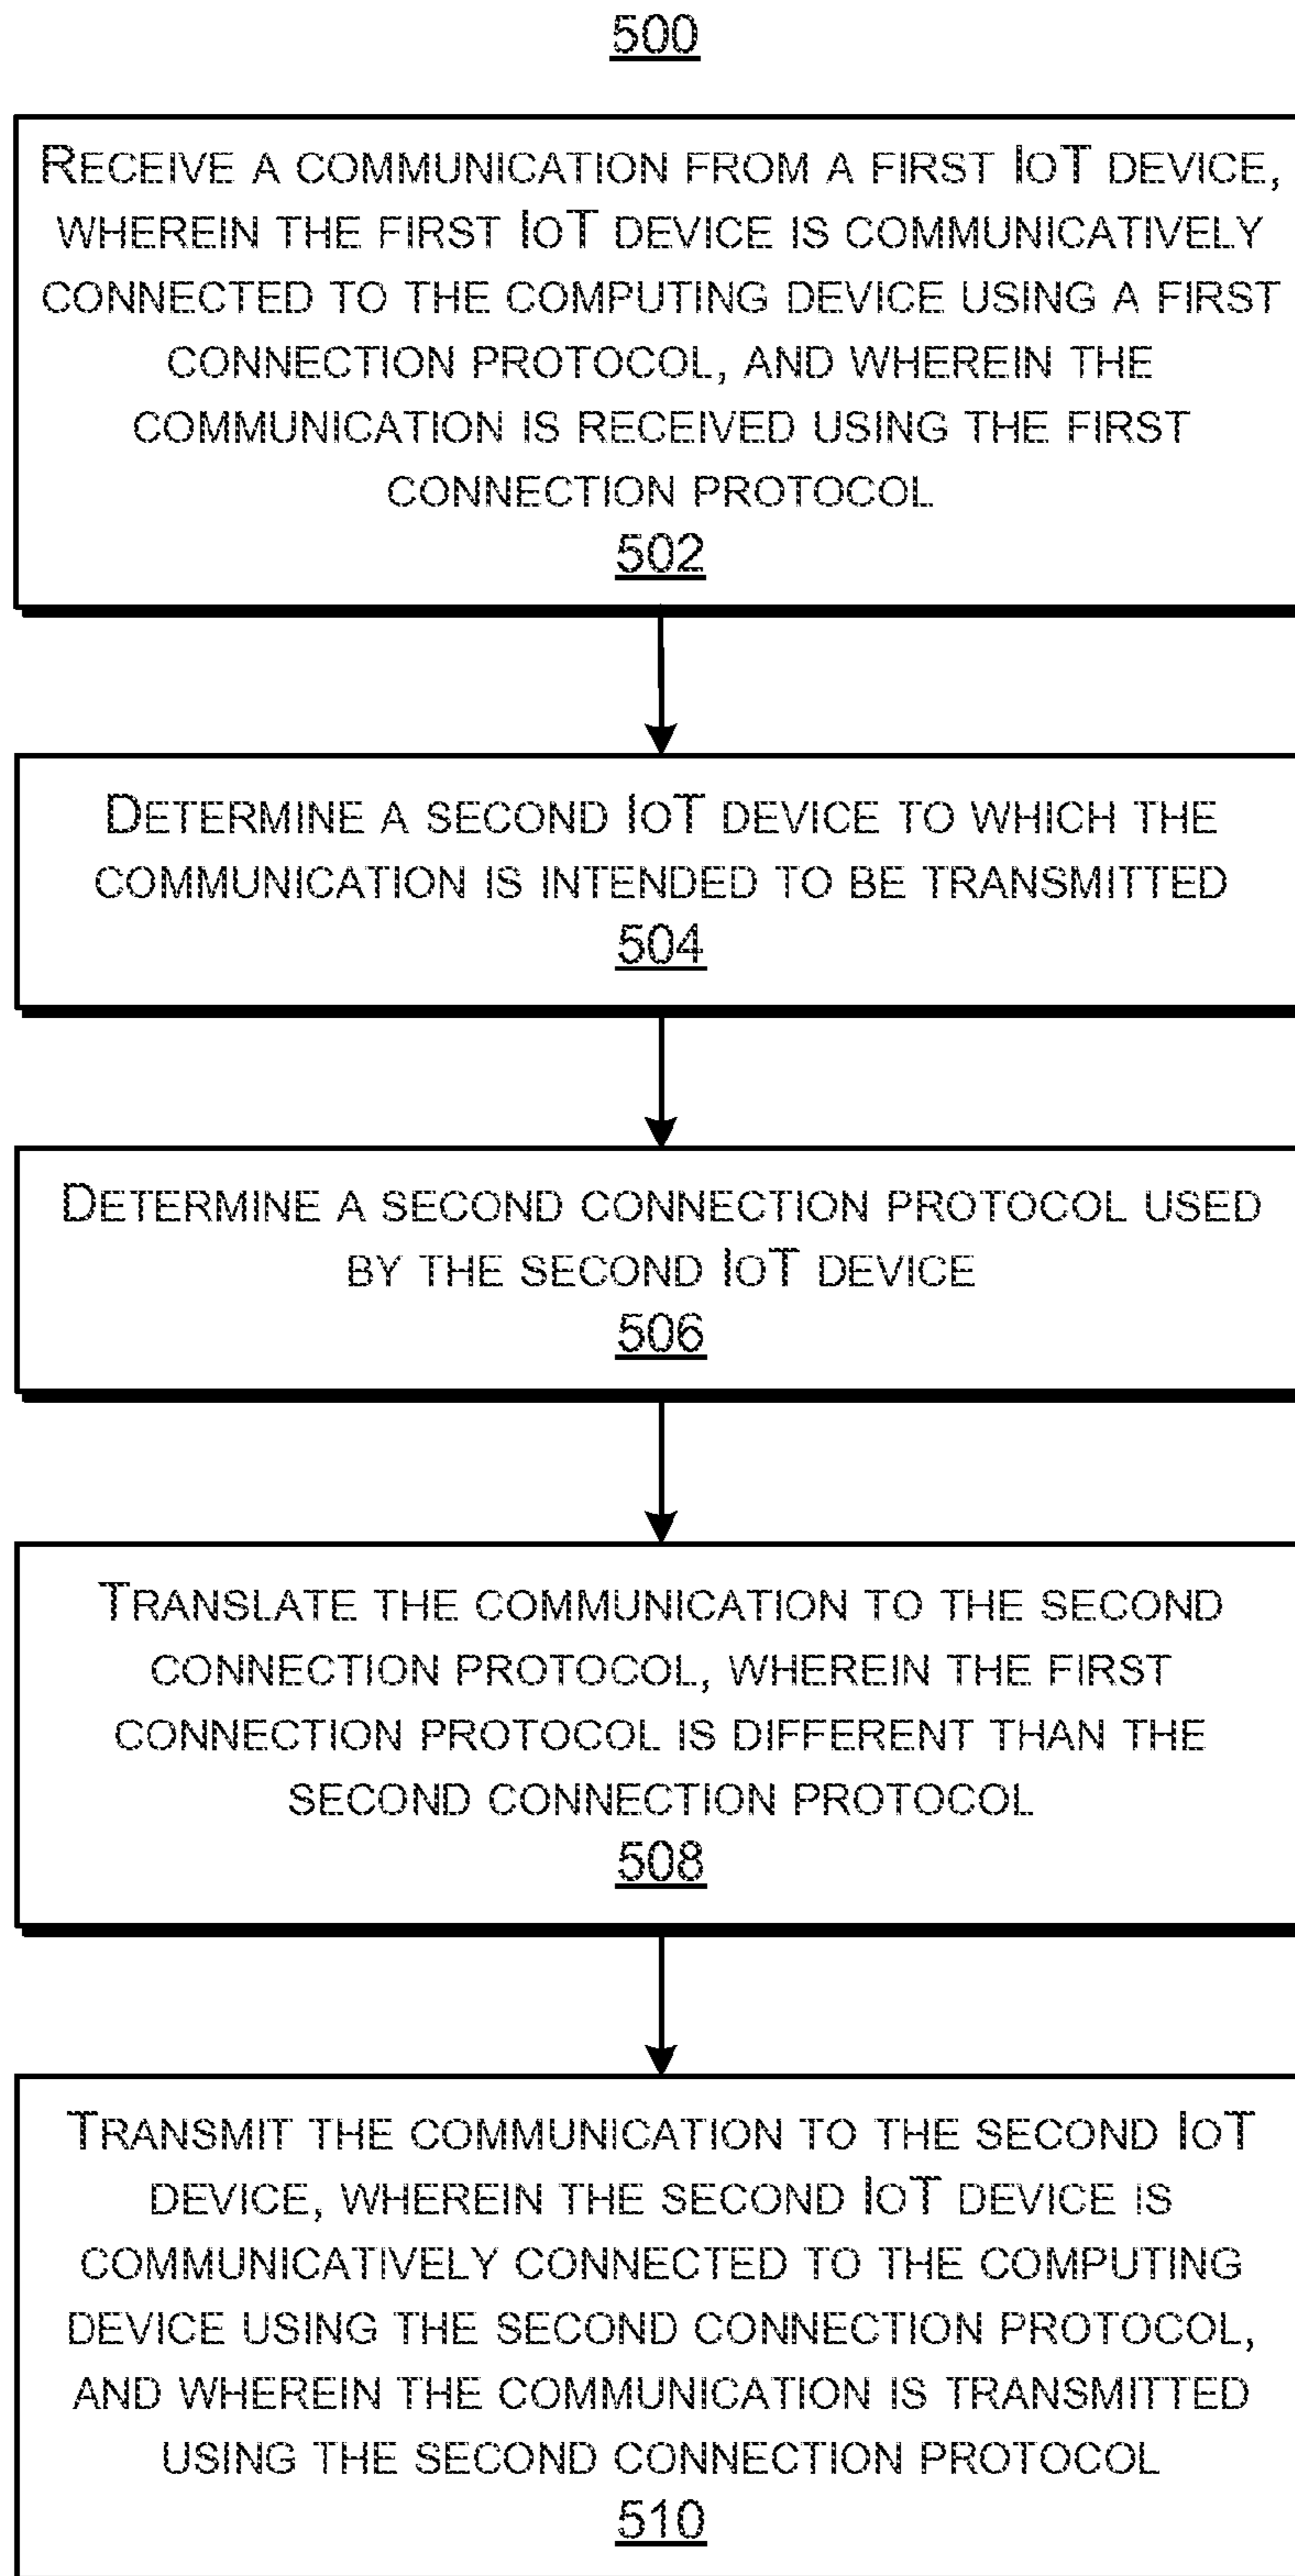 500
RECEIVE A COMMUNICATION FROM A FIRST IOT DEVICE,
WHEREIN THE FIRST IOT DEVICE IS COMMUNICATIVELY
CONNECTED TO THE COMPUTING DEVICE USING A FIRST
CONNECTION PROTOCOL, AND WHEREIN THE
COMMUNICATION IS RECEIVED USING THE FIRST
CONNECTION PROTOCOL
502
DETERMINE A SECOND IOT DEVICE TO WHICH THE
COMMUNICATION IS INTENDED TO BE TRANSMITTED
504
DETERMINE A SECOND CONNECTION PROTOCOL USED
BY THE SECOND IOT DEVICE
506
TRANSLATE THE COMMUNICATION TO THE SECOND
CONNECTION PROTOCOL, WHEREIN THE FIRST
CONNECTION PROTOCOL IS DIFFERENT THAN THE
SECOND CONNECTION PROTOCOL
508
TRANSMIT THE COMMUNICATION TO THE SECOND IOT
DEVICE, WHEREIN THE SECOND IOT DEVICE IS
COMMUNICATIVELY CONNECTED TO THE COMPUTING
DEVICE USING THE SECOND CONNECTION PROTOCOL,
AND WHEREIN THE COMMUNICATION IS TRANSMITTED
USING THE SECOND CONNECTION PROTOCOL
510